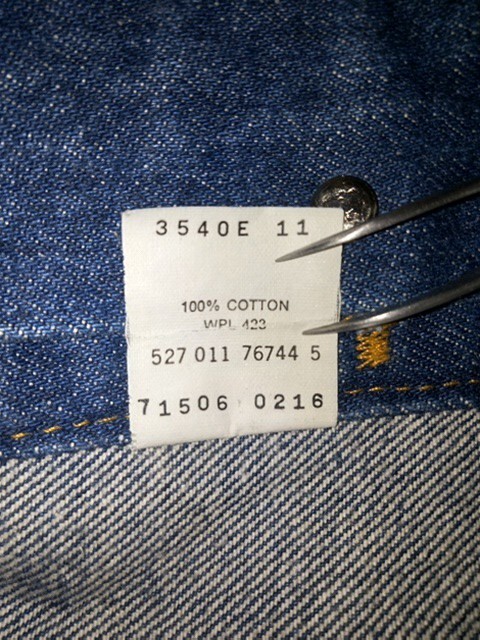 3540E 11
100% COTTON
WPL 423
527 011 76744 5
71506 0216